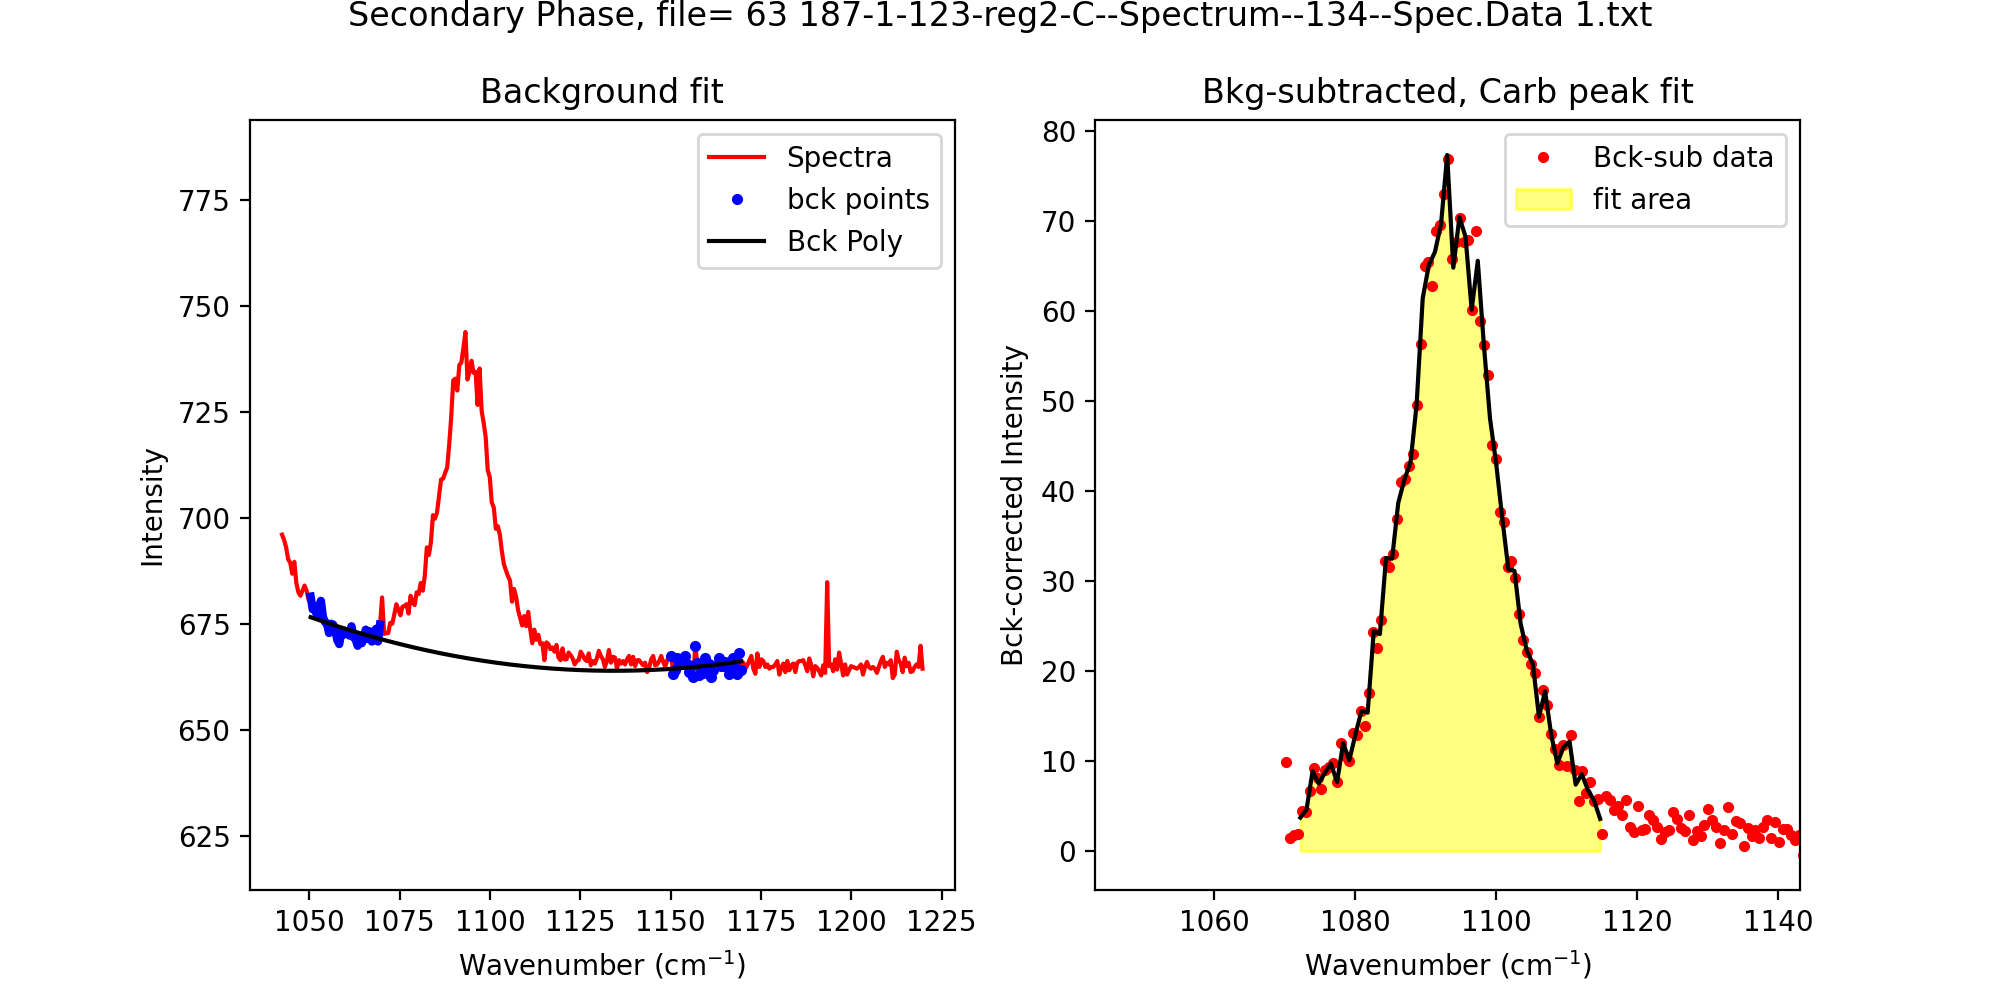 Secondary Phase, file= 63 187-1-123-reg2-C--Spectrum--134--Spec.Data 1.txt
Background fit
Spectra
bck points
Bck Poly
775
750
725
700
675
650
625
Intensity
1050 1075 1100 1125 1150 1175 1200 1225
Wavenumber (cm⁻¹)
Bkg-subtracted, Carb peak fit
Bck-sub data
fit area
80
70
60
50
40
30
20
10
0
Bck-corrected Intensity
1060 1080 1100 1120 1140
Wavenumber (cm⁻¹)